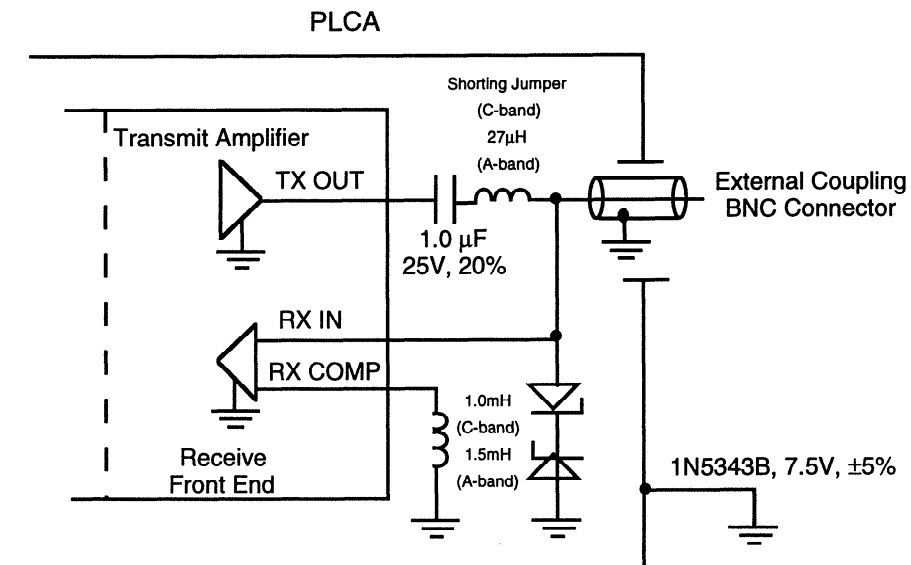 PLCA
Shorting Jumper
(C-band)
27µH
(A-band)
Transmit Amplifier
TX OUT
External Coupling
BNC Connector
1.0 µF
25V, 20%
RX IN
RX COMP
1.0mH
(C-band)
1.5mH
(A-band)
Receive
Front End
1N5343B, 7.5V, ±5%